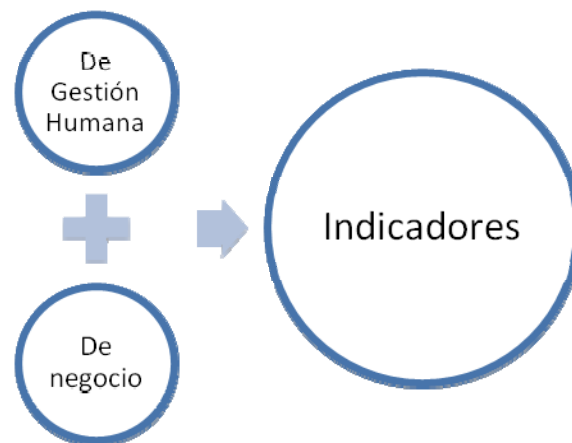 De
Gestión
Humana
De
negocio
Indicadores